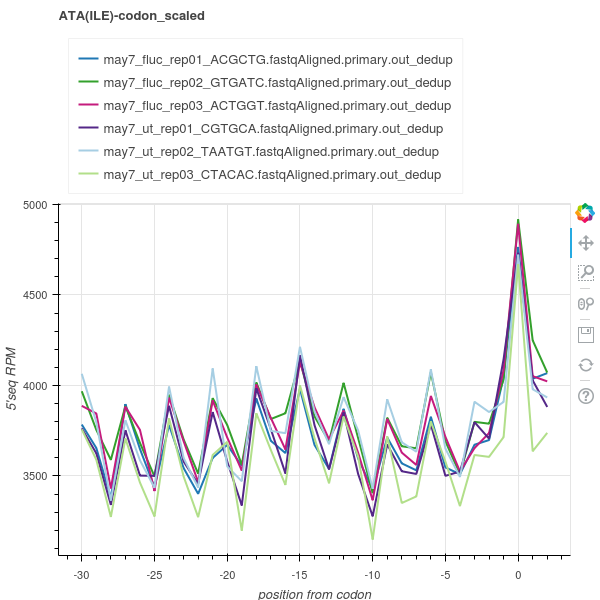 ATA(ILE)-codon_scaled
may7_fluc_rep01_ACGCTG.fastqAligned.primary.out_dedup
may7_fluc_rep02_GTGATC.fastqAligned.primary.out_dedup
may7_fluc_rep03_ACTGGT.fastqAligned.primary.out_dedup
may7_ut_rep01_CGTGCA.fastqAligned.primary.out_dedup
may7_ut_rep02_TAATGT.fastqAligned.primary.out_dedup
may7_ut_rep03_CTACAC.fastqAligned.primary.out_dedup
5000
4500
4000
3500
5'seq RPM
-30 -25 -20 -15 -10 -5 0
position from codon